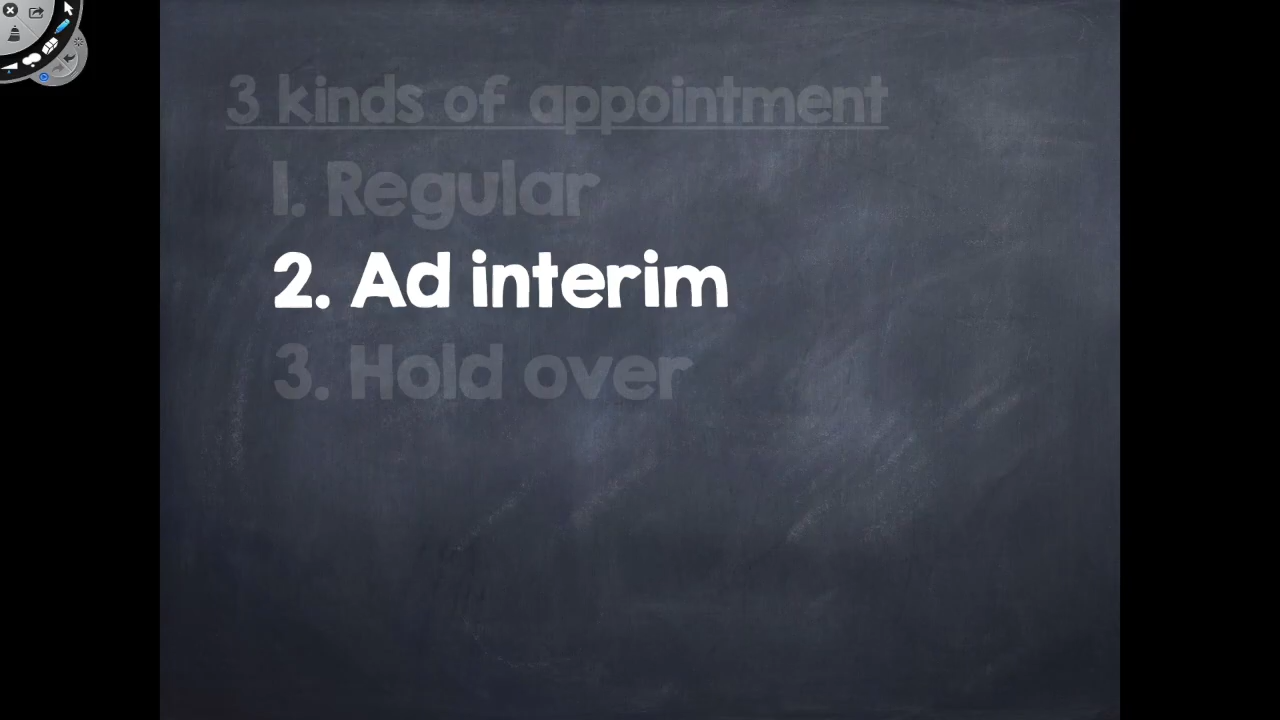 3 kinds of appointment
1. Regular
2. Ad interim
3. Hold over